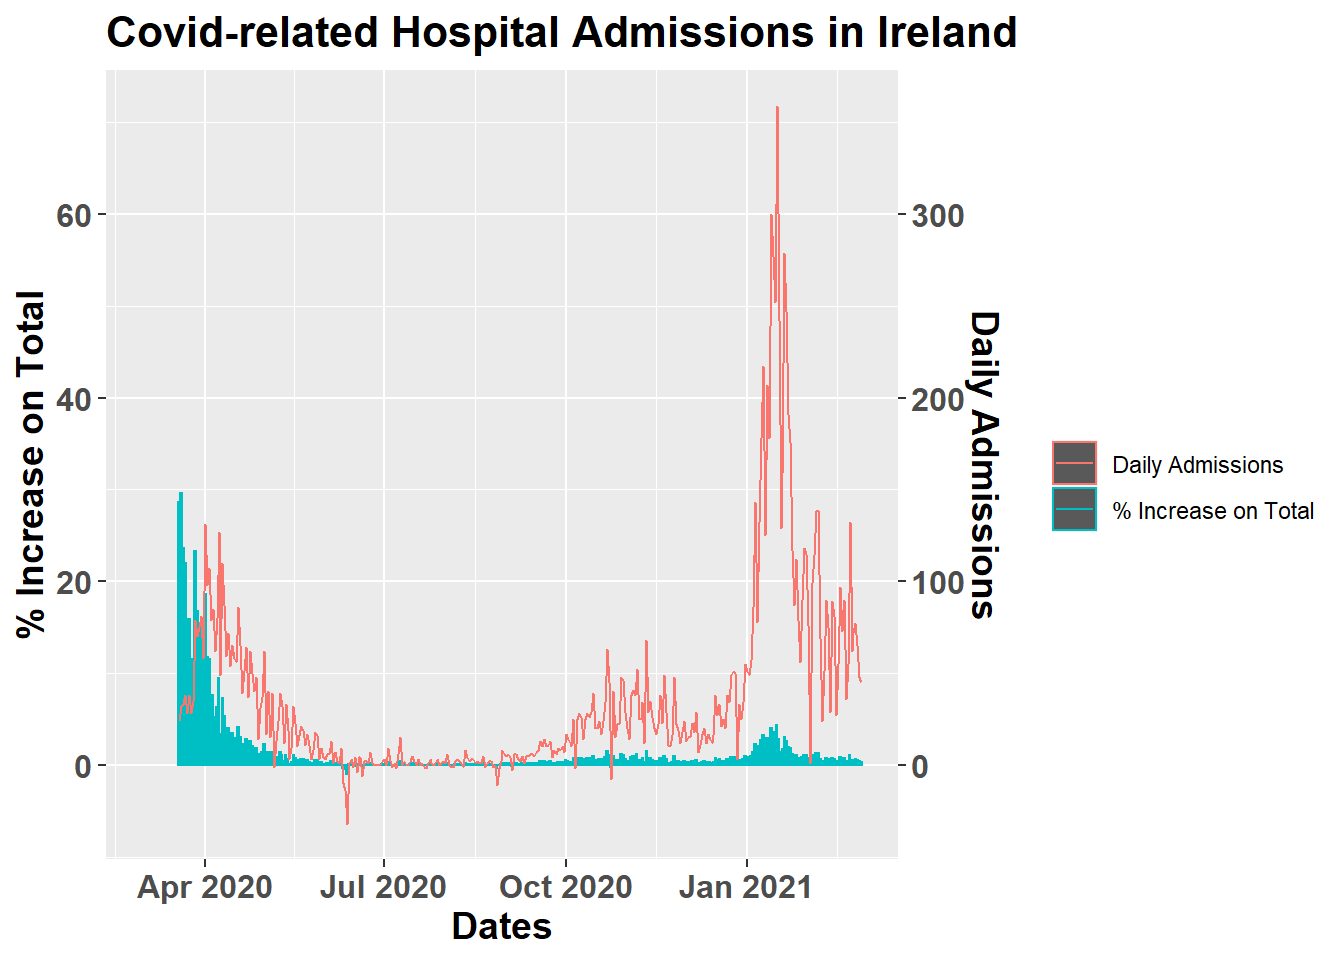 Covid-related Hospital Admissions in Ireland
% Increase on Total
60
40
20
0
300
200
100
0
Daily Admissions
Apr 2020
Jul 2020
Oct 2020
Jan 2021
Dates
Daily Admissions
% Increase on Total